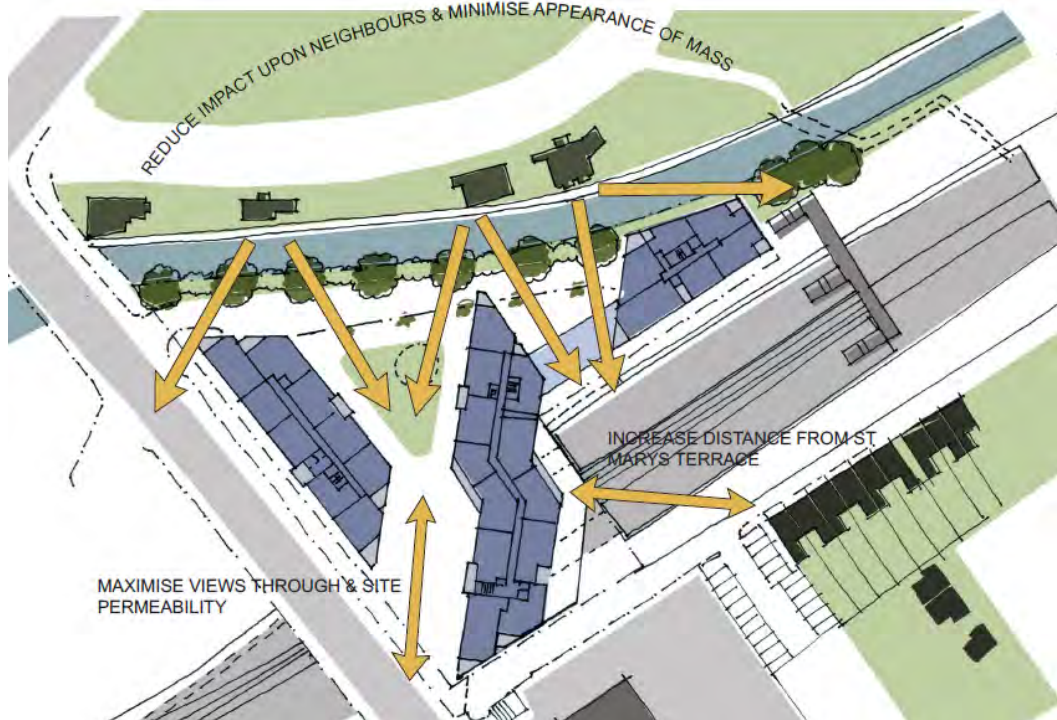 REDUCE IMPACT UPON NEIGHBOURS & MINIMISE APPEARANCE OF MASS
INCREASE DISTANCE FROM ST
MARYS TERRACE
MAXIMISE VIEWS THROUGH & SITE
PERMEABILITY